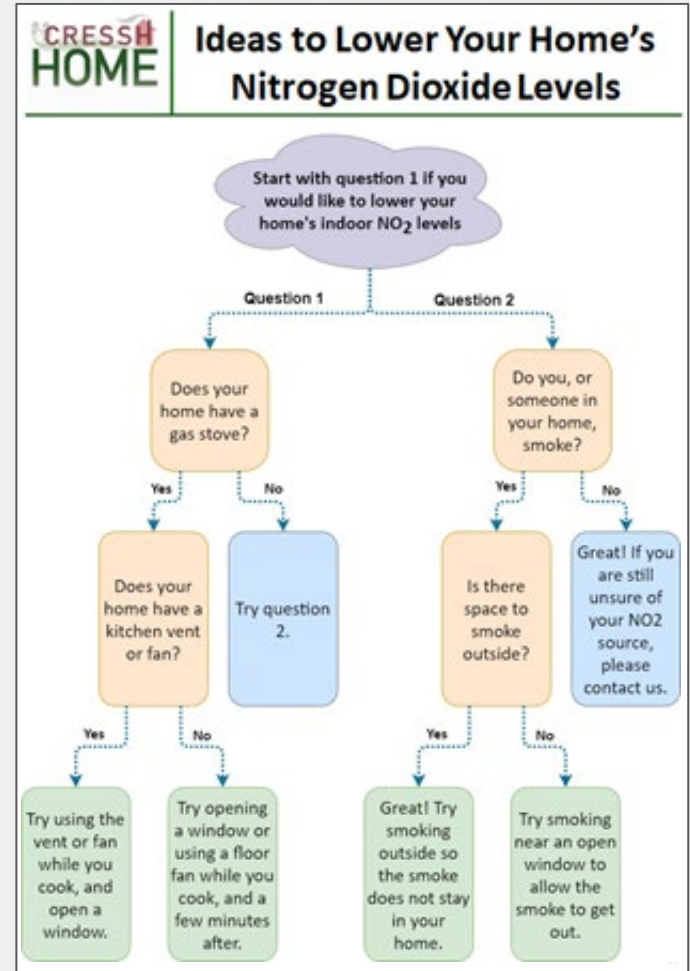 CRESSH
HOME
Ideas to Lower Your Home's
Nitrogen Dioxide Levels
Start with question 1 if you
would like to lower your
home's indoor NO₂ levels
Question 1
Question 2
Does your
home have a
gas stove?
Do you, or
someone in
your home,
smoke?
Yes
No
Yes
No
Does your
home have a
kitchen vent
or fan?
Try question
2.
Is there
space to
smoke
outside?
Great! If you
are still
unsure of
your NO2
source,
please
contact us.
Yes
No
Yes
No
Try using the
vent or fan
while you
cook, and
open a
window.
Try opening
a window or
using a floor
fan while you
cook, and a
few minutes
after.
Great! Try
smoking
outside so
the smoke
does not stay
in your
home.
Try smoking
near an open
window to
allow the
smoke to get
out.